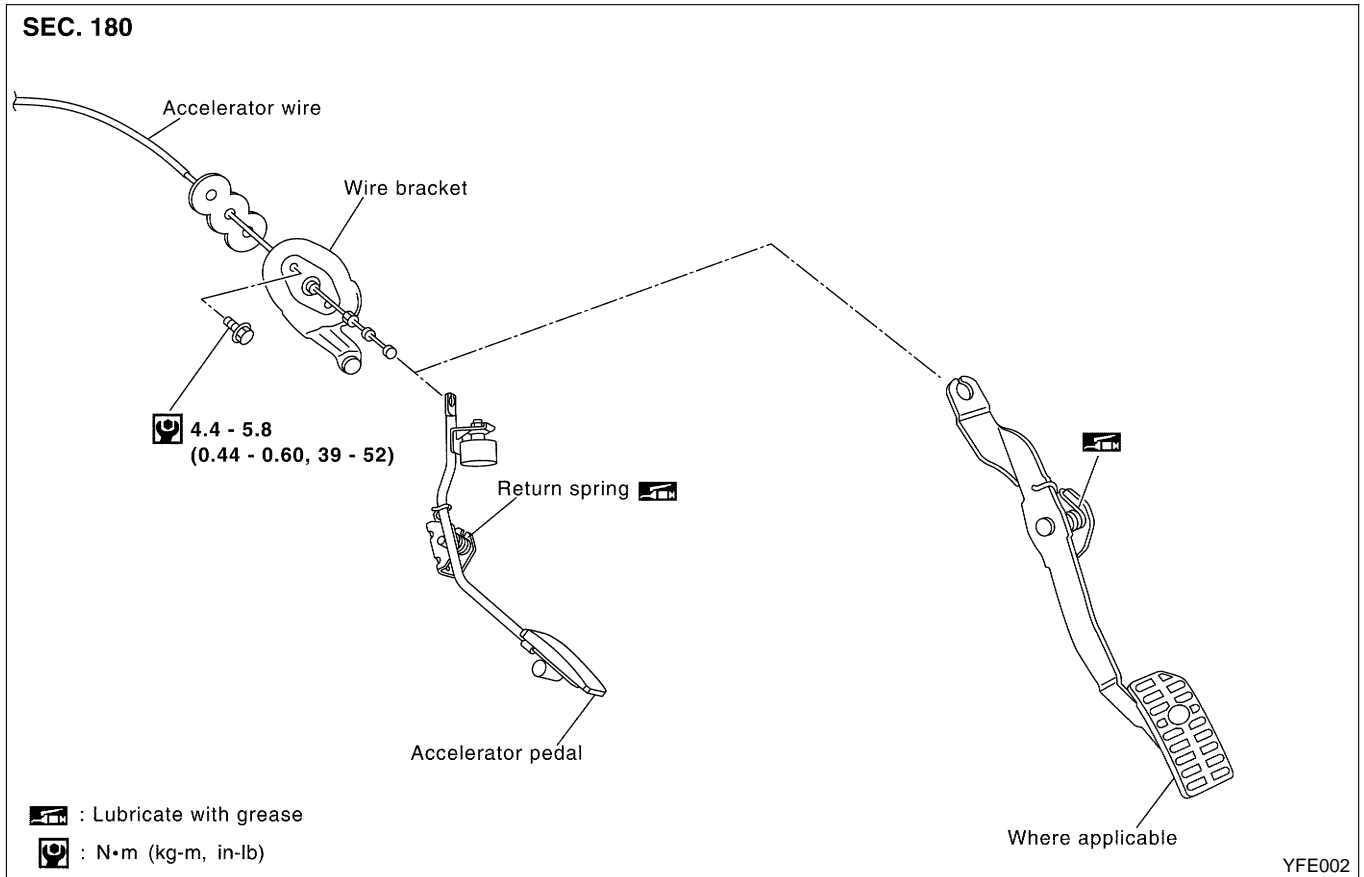 SEC. 180
Accelerator wire
Wire bracket
4.4 - 5.8
(0.44 - 0.60, 39 - 52)
Return spring
Accelerator pedal
: Lubricate with grease
: N•m (kg-m, in-lb)
Where applicable
YFE002